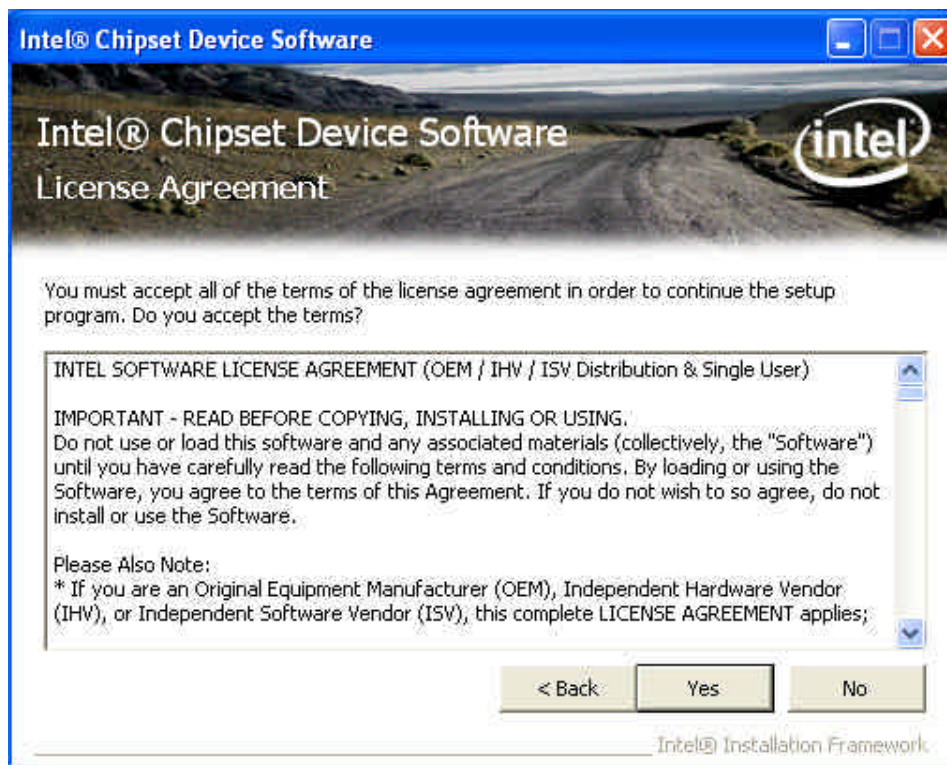 Intel® Chipset Device Software
Intel® Chipset Device Software
intel®
License Agreement
You must accept all of the terms of the license agreement in order to continue the setup
program. Do you accept the terms?
INTEL SOFTWARE LICENSE AGREEMENT (OEM / IHV / ISV Distribution & Single User)
IMPORTANT - READ BEFORE COPYING, INSTALLING OR USING.
Do not use or load this software and any associated materials (collectively, the "Software")
until you have carefully read the following terms and conditions. By loading or using the
Software, you agree to the terms of this Agreement. If you do not wish to so agree, do not
install or use the Software.
Please Also Note:
* If you are an Original Equipment Manufacturer (OEM), Independent Hardware Vendor
(IHV), or Independent Software Vendor (ISV), this complete LICENSE AGREEMENT applies;
< Back Yes No
Intel® Installation Framework